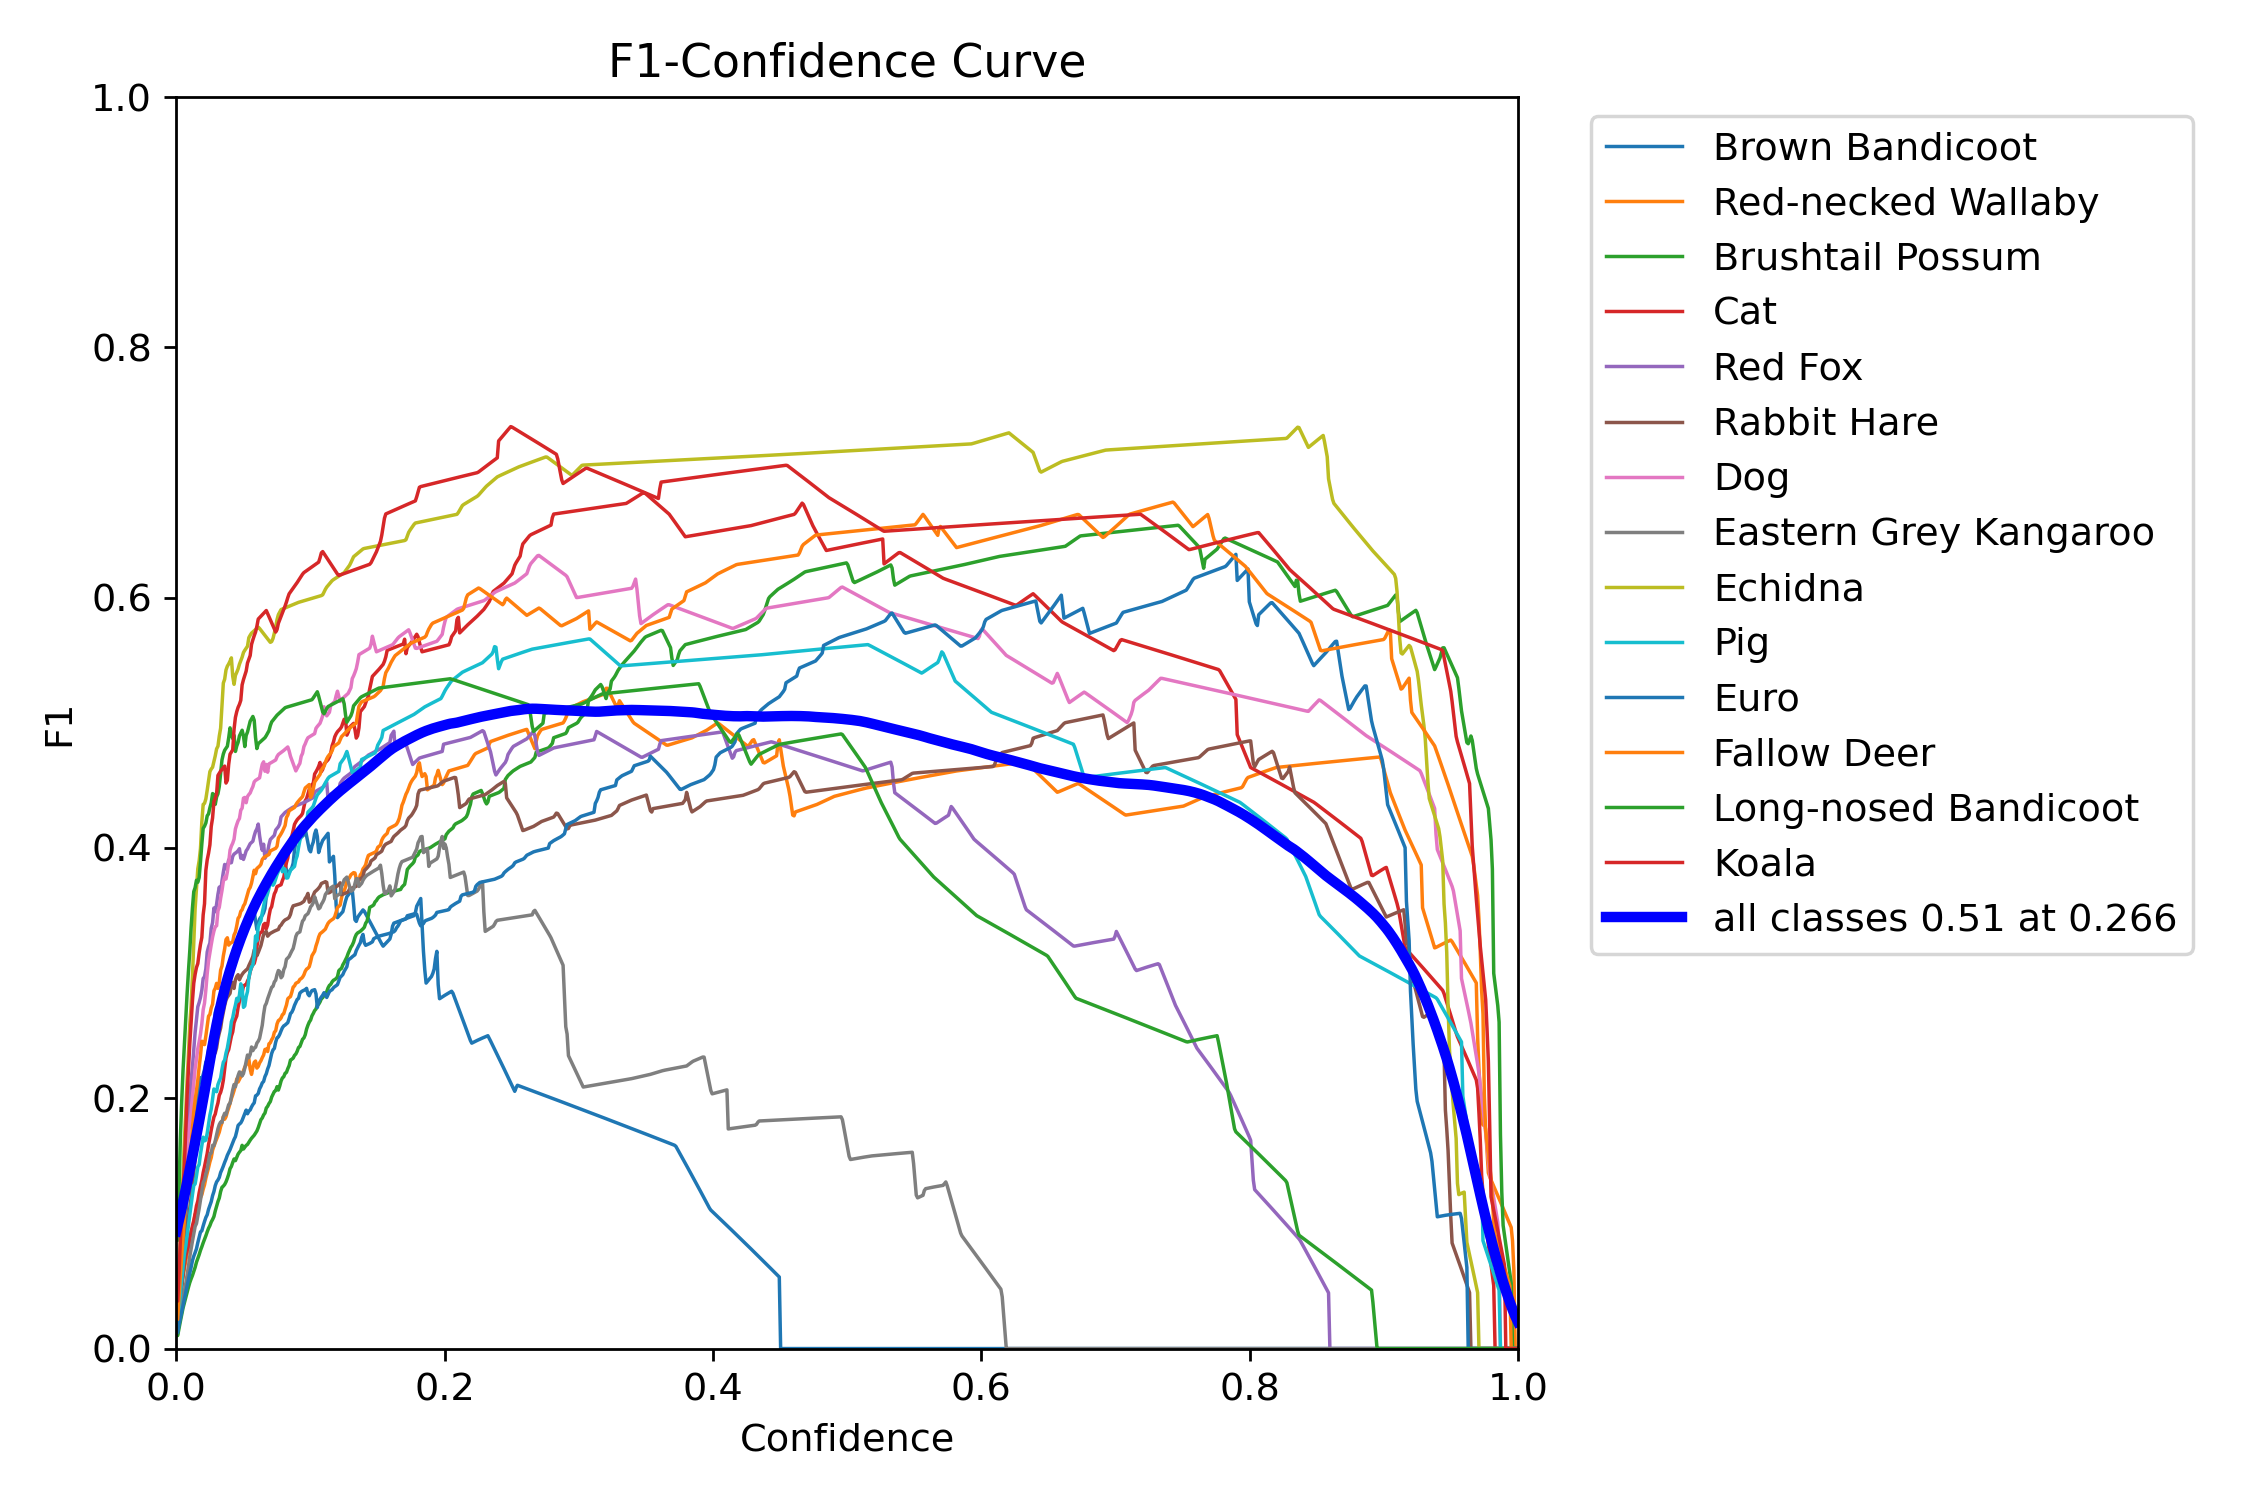 F1-Confidence Curve
1.0
0.8
0.6
0.4
0.2
0.0
F1
0.0 0.2 0.4 0.6 0.8 1.0
Confidence
Brown Bandicoot
Red-necked Wallaby
Brushtail Possum
Cat
Red Fox
Rabbit Hare
Dog
Eastern Grey Kangaroo
Echidna
Pig
Euro
Fallow Deer
Long-nosed Bandicoot
Koala
all classes 0.51 at 0.266